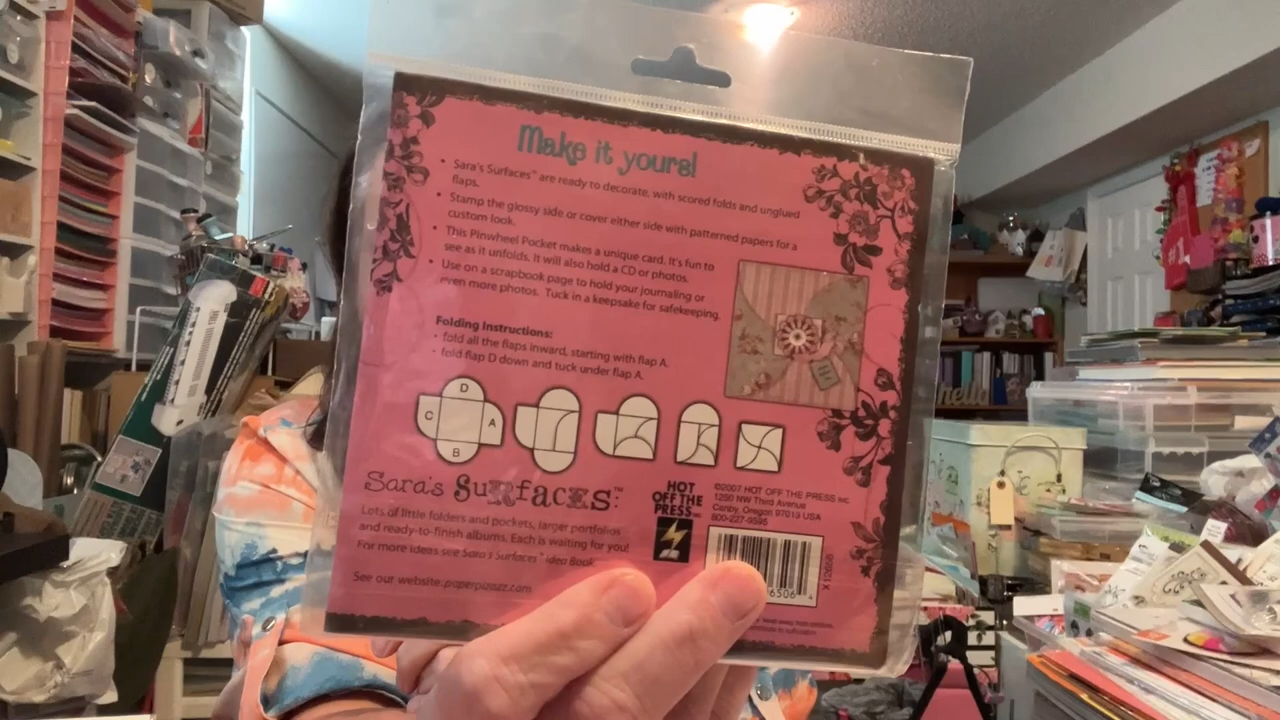 Make it yours!
• Sara's Surfaces™ are ready to decorate, with scored folds and unglued
flaps.
• Stamp the glossy side or cover either side with patterned papers for a
custom look.
• This Pinwheel Pocket makes a unique card. It's fun to
see as it unfolds. It will also hold a CD or photos.
• Use on a scrapbook page to hold your journaling or
even more photos. Tuck in a keepsake for safekeeping.
Folding Instructions:
• fold all the flaps inward, starting with flap A.
• fold flap D down and tuck under flap A.
D
C
A
B
Sara's Surfaces™:
Lots of little folders and pockets, larger portfolios
and ready-to-finish albums. Each is waiting for you!
For more ideas see Sara's Surfaces™ Idea Book.
See our website: paperpizazz.com
HOT
OFF THE
PRESS INC.
©2007 HOT OFF THE PRESS INC.
1250 NW Third Avenue
Canby, Oregon 97013 USA
800-227-9595
6506 4
hello